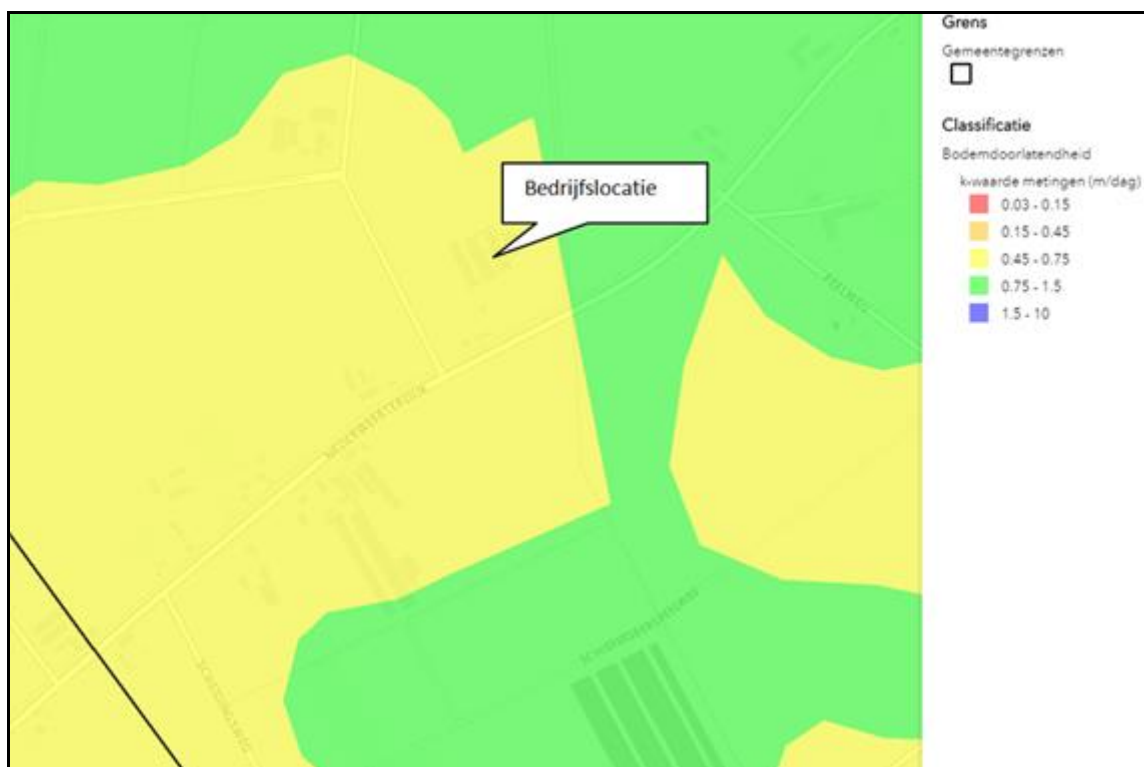 Grens
Gemeentegrenzen
Bedrijfslocatie
Classificatie
Bodemdoorlatendheid
k-waarde metingen (m/dag)
0.03 - 0.15
0.15 - 0.45
0.45 - 0.75
0.75 - 1.5
1.5 - 10